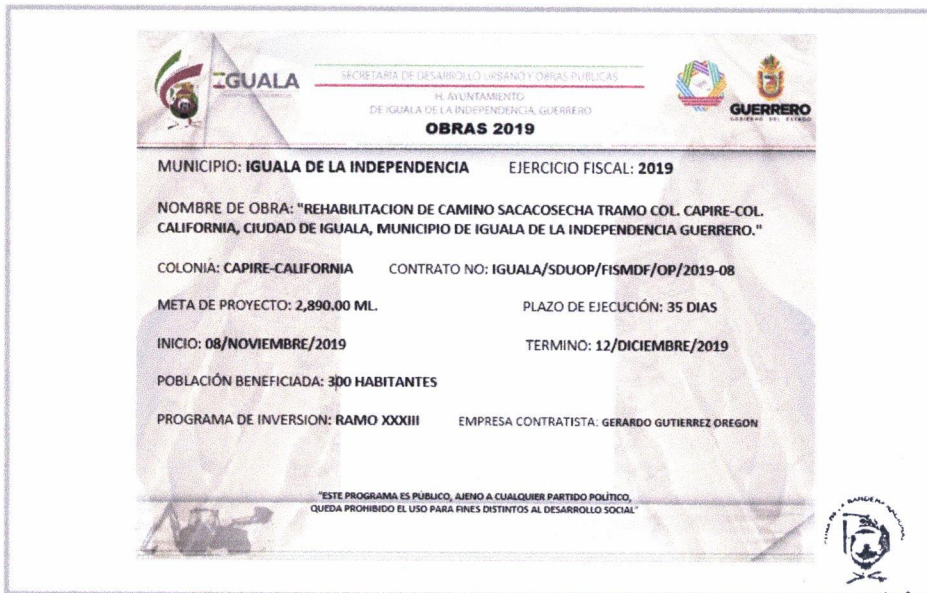 IGUALA
SECRETARÍA DE DESARROLLO URBANO Y OBRAS PÚBLICAS
H. AYUNTAMIENTO
DE IGUALA DE LA INDEPENDENCIA, GUERRERO
OBRAS 2019
GUERRERO
GOBIERNO DEL ESTADO
MUNICIPIO: IGUALA DE LA INDEPENDENCIA EJERCICIO FISCAL: 2019
NOMBRE DE OBRA: "REHABILITACION DE CAMINO SACACOSECHA TRAMO COL. CAPIRE-COL.
CALIFORNIA, CIUDAD DE IGUALA, MUNICIPIO DE IGUALA DE LA INDEPENDENCIA GUERRERO."
COLONIA: CAPIRE-CALIFORNIA CONTRATO NO: IGUALA/SDUOP/FISMDF/OP/2019-08
META DE PROYECTO: 2,890.00 ML. PLAZO DE EJECUCIÓN: 35 DIAS
INICIO: 08/NOVIEMBRE/2019 TERMINO: 12/DICIEMBRE/2019
POBLACIÓN BENEFICIADA: 300 HABITANTES
PROGRAMA DE INVERSION: RAMO XXXIII EMPRESA CONTRATISTA: GERARDO GUTIERREZ OREGON
"ESTE PROGRAMA ES PÚBLICO, AJENO A CUALQUIER PARTIDO POLÍTICO,
QUEDA PROHIBIDO EL USO PARA FINES DISTINTOS AL DESARROLLO SOCIAL"